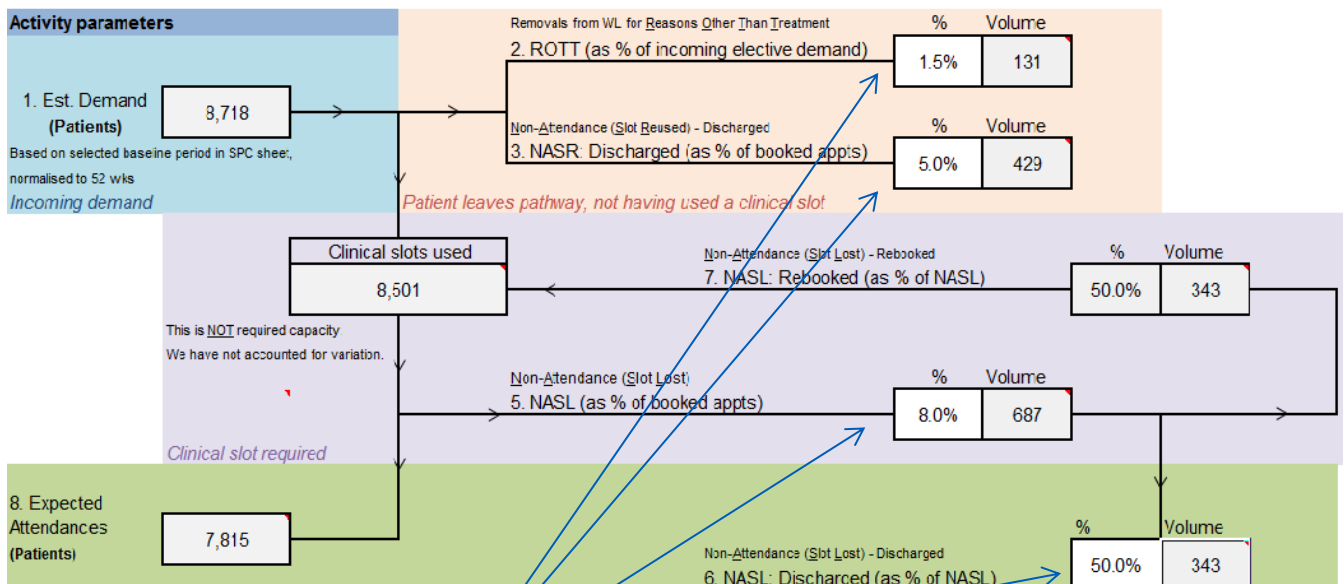 Activity parameters
Removals from WL for Reasons Other Than Treatment
% Volume
2. ROTT (as % of incoming elective demand)
1.5% 131
1. Est. Demand
(Patients)
8,718
Based on selected baseline period in SPC sheet,
normalised to 52 wks
Incoming demand
Non-Attendance (Slot Reused) - Discharged
% Volume
3. NASR: Discharged (as % of booked appts)
5.0% 429
Patient leaves pathway, not having used a clinical slot
Clinical slots used
8,501
Non-Attendance (Slot Lost) - Rebooked
% Volume
7. NASL: Rebooked (as % of NASL)
50.0% 343
This is NOT required capacity
We have not accounted for variation.
Non-Attendance (Slot Lost)
% Volume
5. NASL (as % of booked appts)
8.0% 687
Clinical slot required
8. Expected
Attendances
(Patients)
7,815
% Volume
Non-Attendance (Slot Lost) - Discharged
6. NASL: Discharged (as % of NASL)
50.0% 343